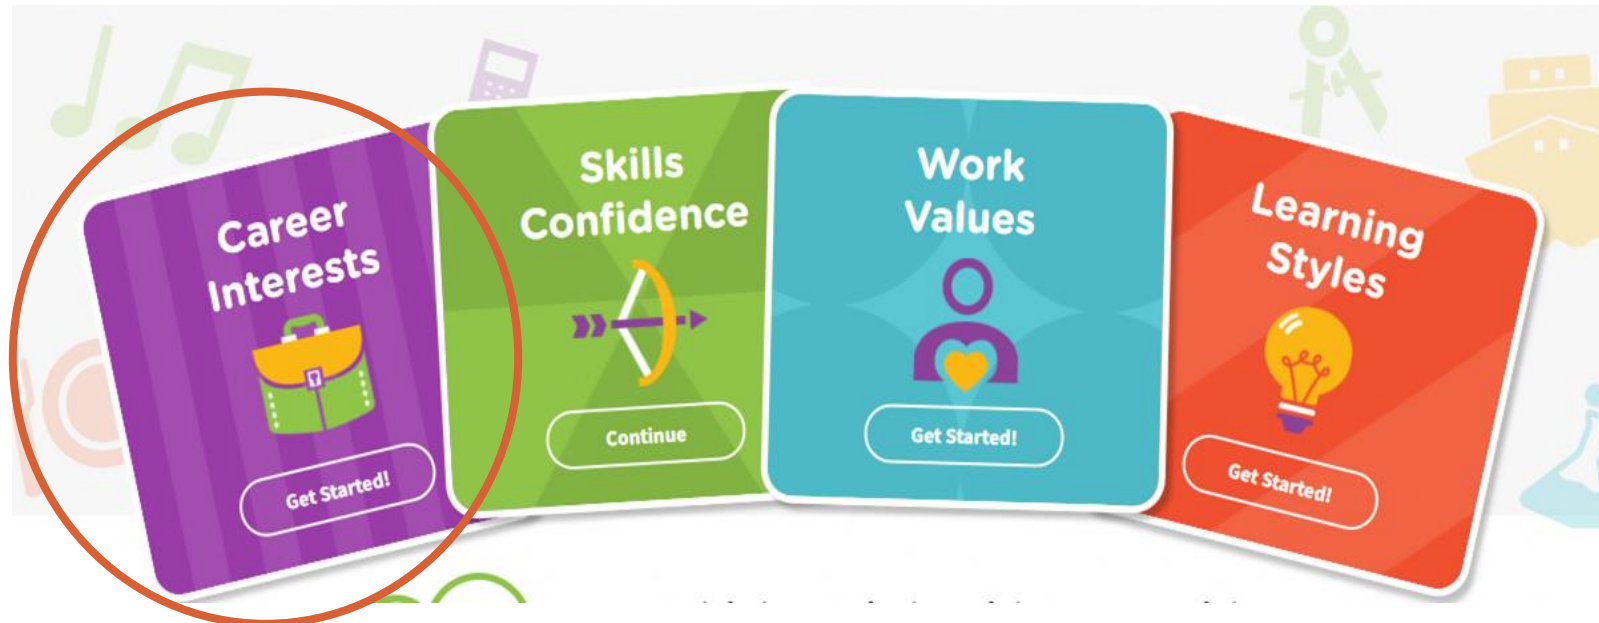 Career
Interests
Get Started!
Skills
Confidence
Continue
Work
Values
Get Started!
Learning
Styles
Get Started!